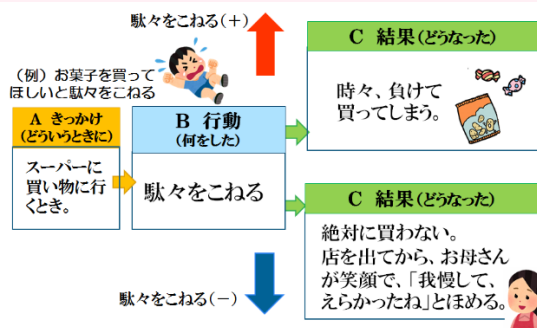 駄々をこねる(+)
(例)お菓子を買って
ほしいと駄々をこねる
A きっかけ
(どういうときに)
スーパーに
買い物に行
くとき。
B 行動
(何をした)
駄々をこねる
C 結果(どうなった)
時々、負けて
買ってしまう。
C 結果(どうなった)
絶対に買わない。
店を出てから、お母さん
が笑顔で、「我慢して、
えらかったね」とほめる。
駄々をこねる(−)